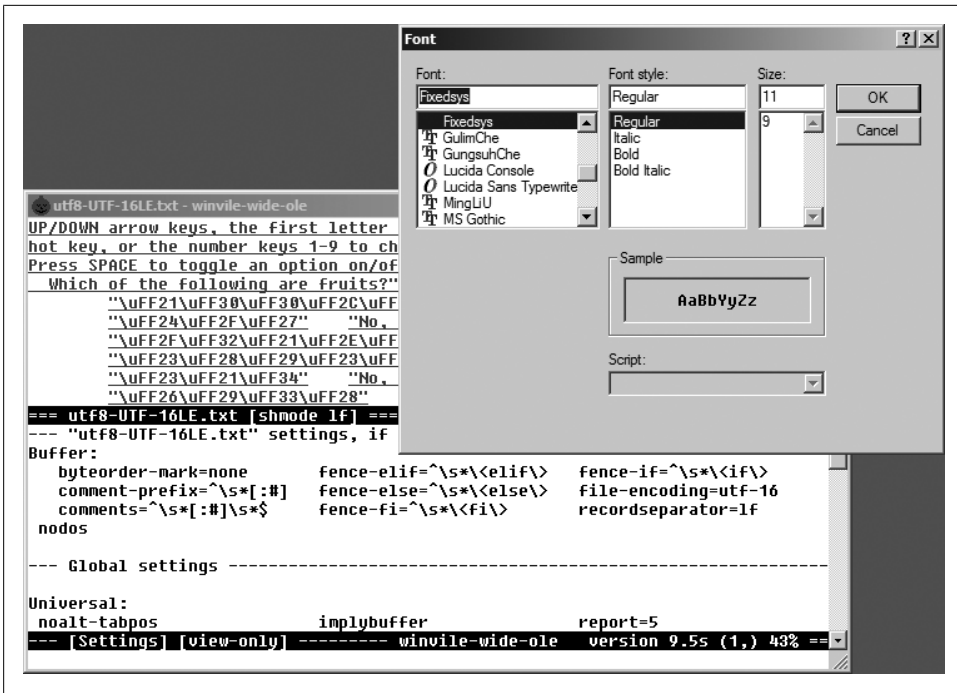 Font
Font:
Font style:
Size:
Fixedsys
Regular
11
OK
Fixedsys
GulimChe
GungsuhChe
Lucida Console
Lucida Sans Typewrite
MingLiU
MS Gothic
Regular
Italic
Bold
Bold Italic
9
Cancel
Sample
AaBbYyZz
Script:
utf8-UTF-16LE.txt - winvile-wide-ole
UP/DOWN arrow keys, the first letter
hot key, or the number keys 1-9 to ch
Press SPACE to toggle an option on/of
Which of the following are fruits?"
"\uFF21\uFF30\uFF30\uFF2C\uFF
"\uFF24\uFF2F\uFF27" "No,
"\uFF2F\uFF32\uFF21\uFF2E\uFF
"\uFF23\uFF28\uFF29\uFF23\uFF
"\uFF23\uFF21\uFF34" "No,
"\uFF26\uFF29\uFF33\uFF28"
=== utf8-UTF-16LE.txt [shmode lf] ===
--- "utf8-UTF-16LE.txt" settings, if
Buffer:
byteorder-mark=none fence-elif=^\s*\<elif\> fence-if=^\s*\<if\>
comment-prefix=^\s*[:#] fence-else=^\s*\<else\> file-encoding=utf-16
comments=^\s*[:#]\s*$ fence-fi=^\s*\<fi\> recordseparator=lf
nodos
--- Global settings ------------------------------------------------------------
Universal:
noalt-tabpos implybuffer report=5
--- [Settings] [view-only] --------- winvile-wide-ole version 9.5s (1,) 43% ==